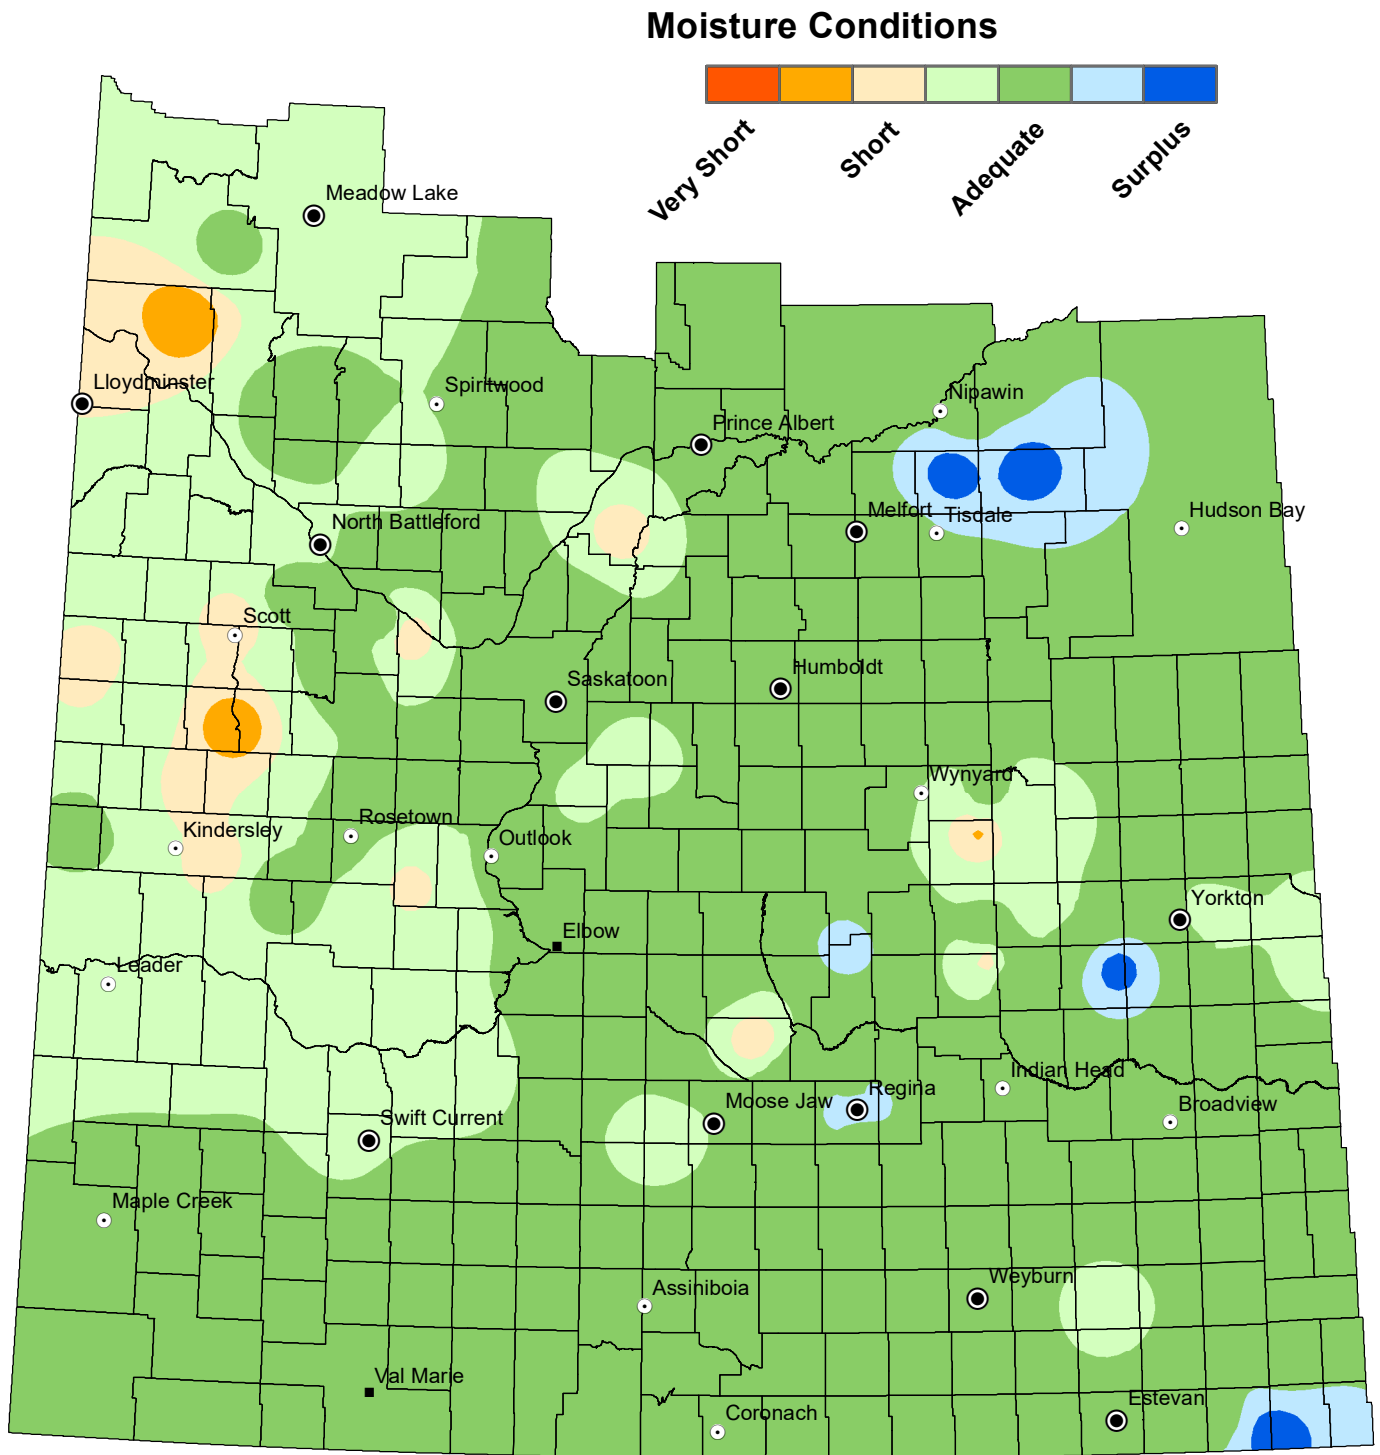 Moisture Conditions
Very Short
Short
Adequate
Surplus
Meadow Lake
Lloydminster
Spiritwood
Nipawin
Prince Albert
Melfort
Tisdale
Hudson Bay
North Battleford
Scott
Saskatoon
Humboldt
Wynyard
Rosetown
Kindersley
Outlook
Yorkton
Elbow
Leader
Indian Head
Regina
Moose Jaw
Broadview
Swift Current
Maple Creek
Weyburn
Assiniboia
Val Marie
Estevan
Coronach